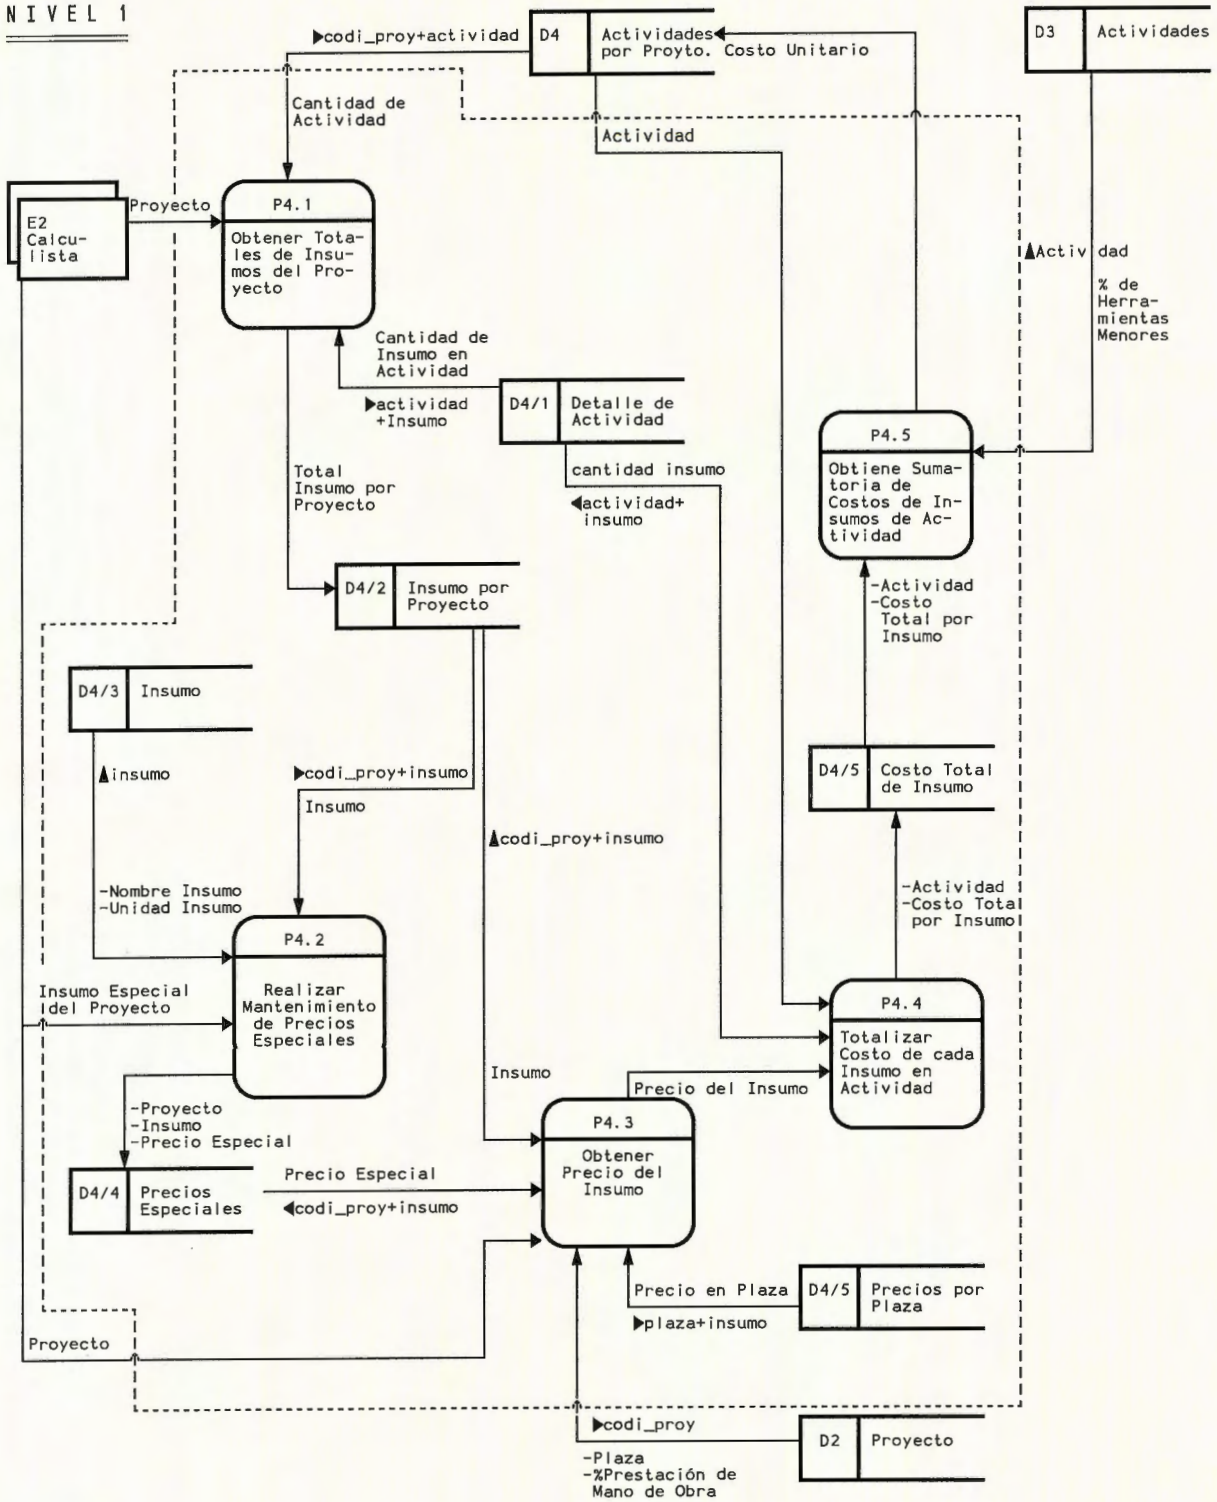 NIVEL 1
codi_proy+actividad
D4
Actividades
por Proyto. Costo Unitario
D3
Actividades
Cantidad de
Actividad
Actividad
E2
Calcu-
lista
Proyecto
P4.1
Obtener Tota-
les de Insu-
mos del Pro-
yecto
Actividad
% de
Herra-
mientas
Menores
Cantidad de
Insumo en
Actividad
actividad
+Insumo
D4/1
Detalle de
Actividad
P4.5
Obtiene Suma-
toria de
Costos de In-
sumos de Ac-
tividad
cantidad insumo
actividad+
insumo
Total
Insumo por
Proyecto
D4/2
Insumo por
Proyecto
-Actividad
-Costo
Total por
Insumo
D4/3
Insumo
insumo
codi_proy+insumo
Insumo
D4/5
Costo Total
de Insumo
codi_proy+insumo
-Nombre Insumo
-Unidad Insumo
-Actividad
-Costo Total
por Insumo
P4.2
Realizar
Mantenimiento
de Precios
Especiales
Insumo Especial
del Proyecto
P4.4
Totalizar
Costo de cada
Insumo en
Actividad
Insumo
Precio del Insumo
-Proyecto
-Insumo
-Precio Especial
P4.3
Obtener
Precio del
Insumo
D4/4
Precios
Especiales
Precio Especial
codi_proy+insumo
Precio en Plaza
plaza+insumo
D4/5
Precios por
Plaza
Proyecto
codi_proy
-Plaza
-%Prestación de
Mano de Obra
D2
Proyecto